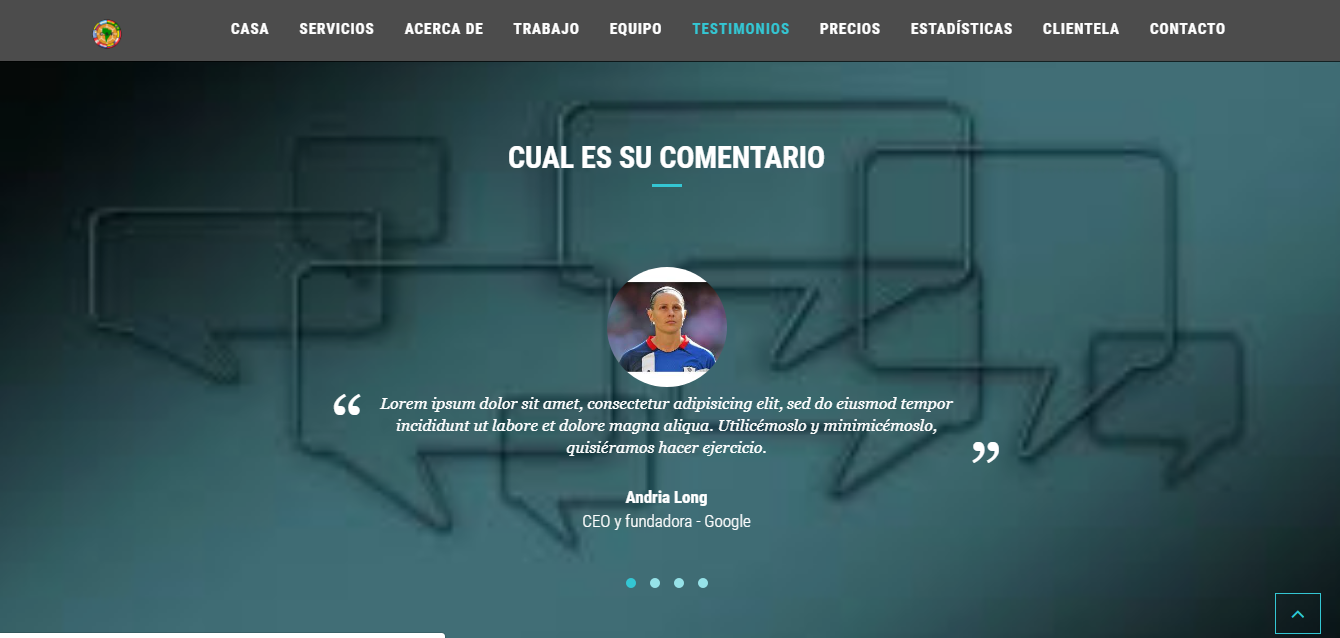 CASA SERVICIOS ACERCA DE TRABAJO EQUIPO TESTIMONIOS PRECIOS ESTADÍSTICAS CLIENTELA CONTACTO
CUAL ES SU COMENTARIO
“ Lorem ipsum dolor sit amet, consectetur adipisicing elit, sed do eiusmod tempor
incididunt ut labore et dolore magna aliqua. Utilicémoslo y minimicémoslo,
quisiéramos hacer ejercicio. ”
Andria Long
CEO y fundadora - Google